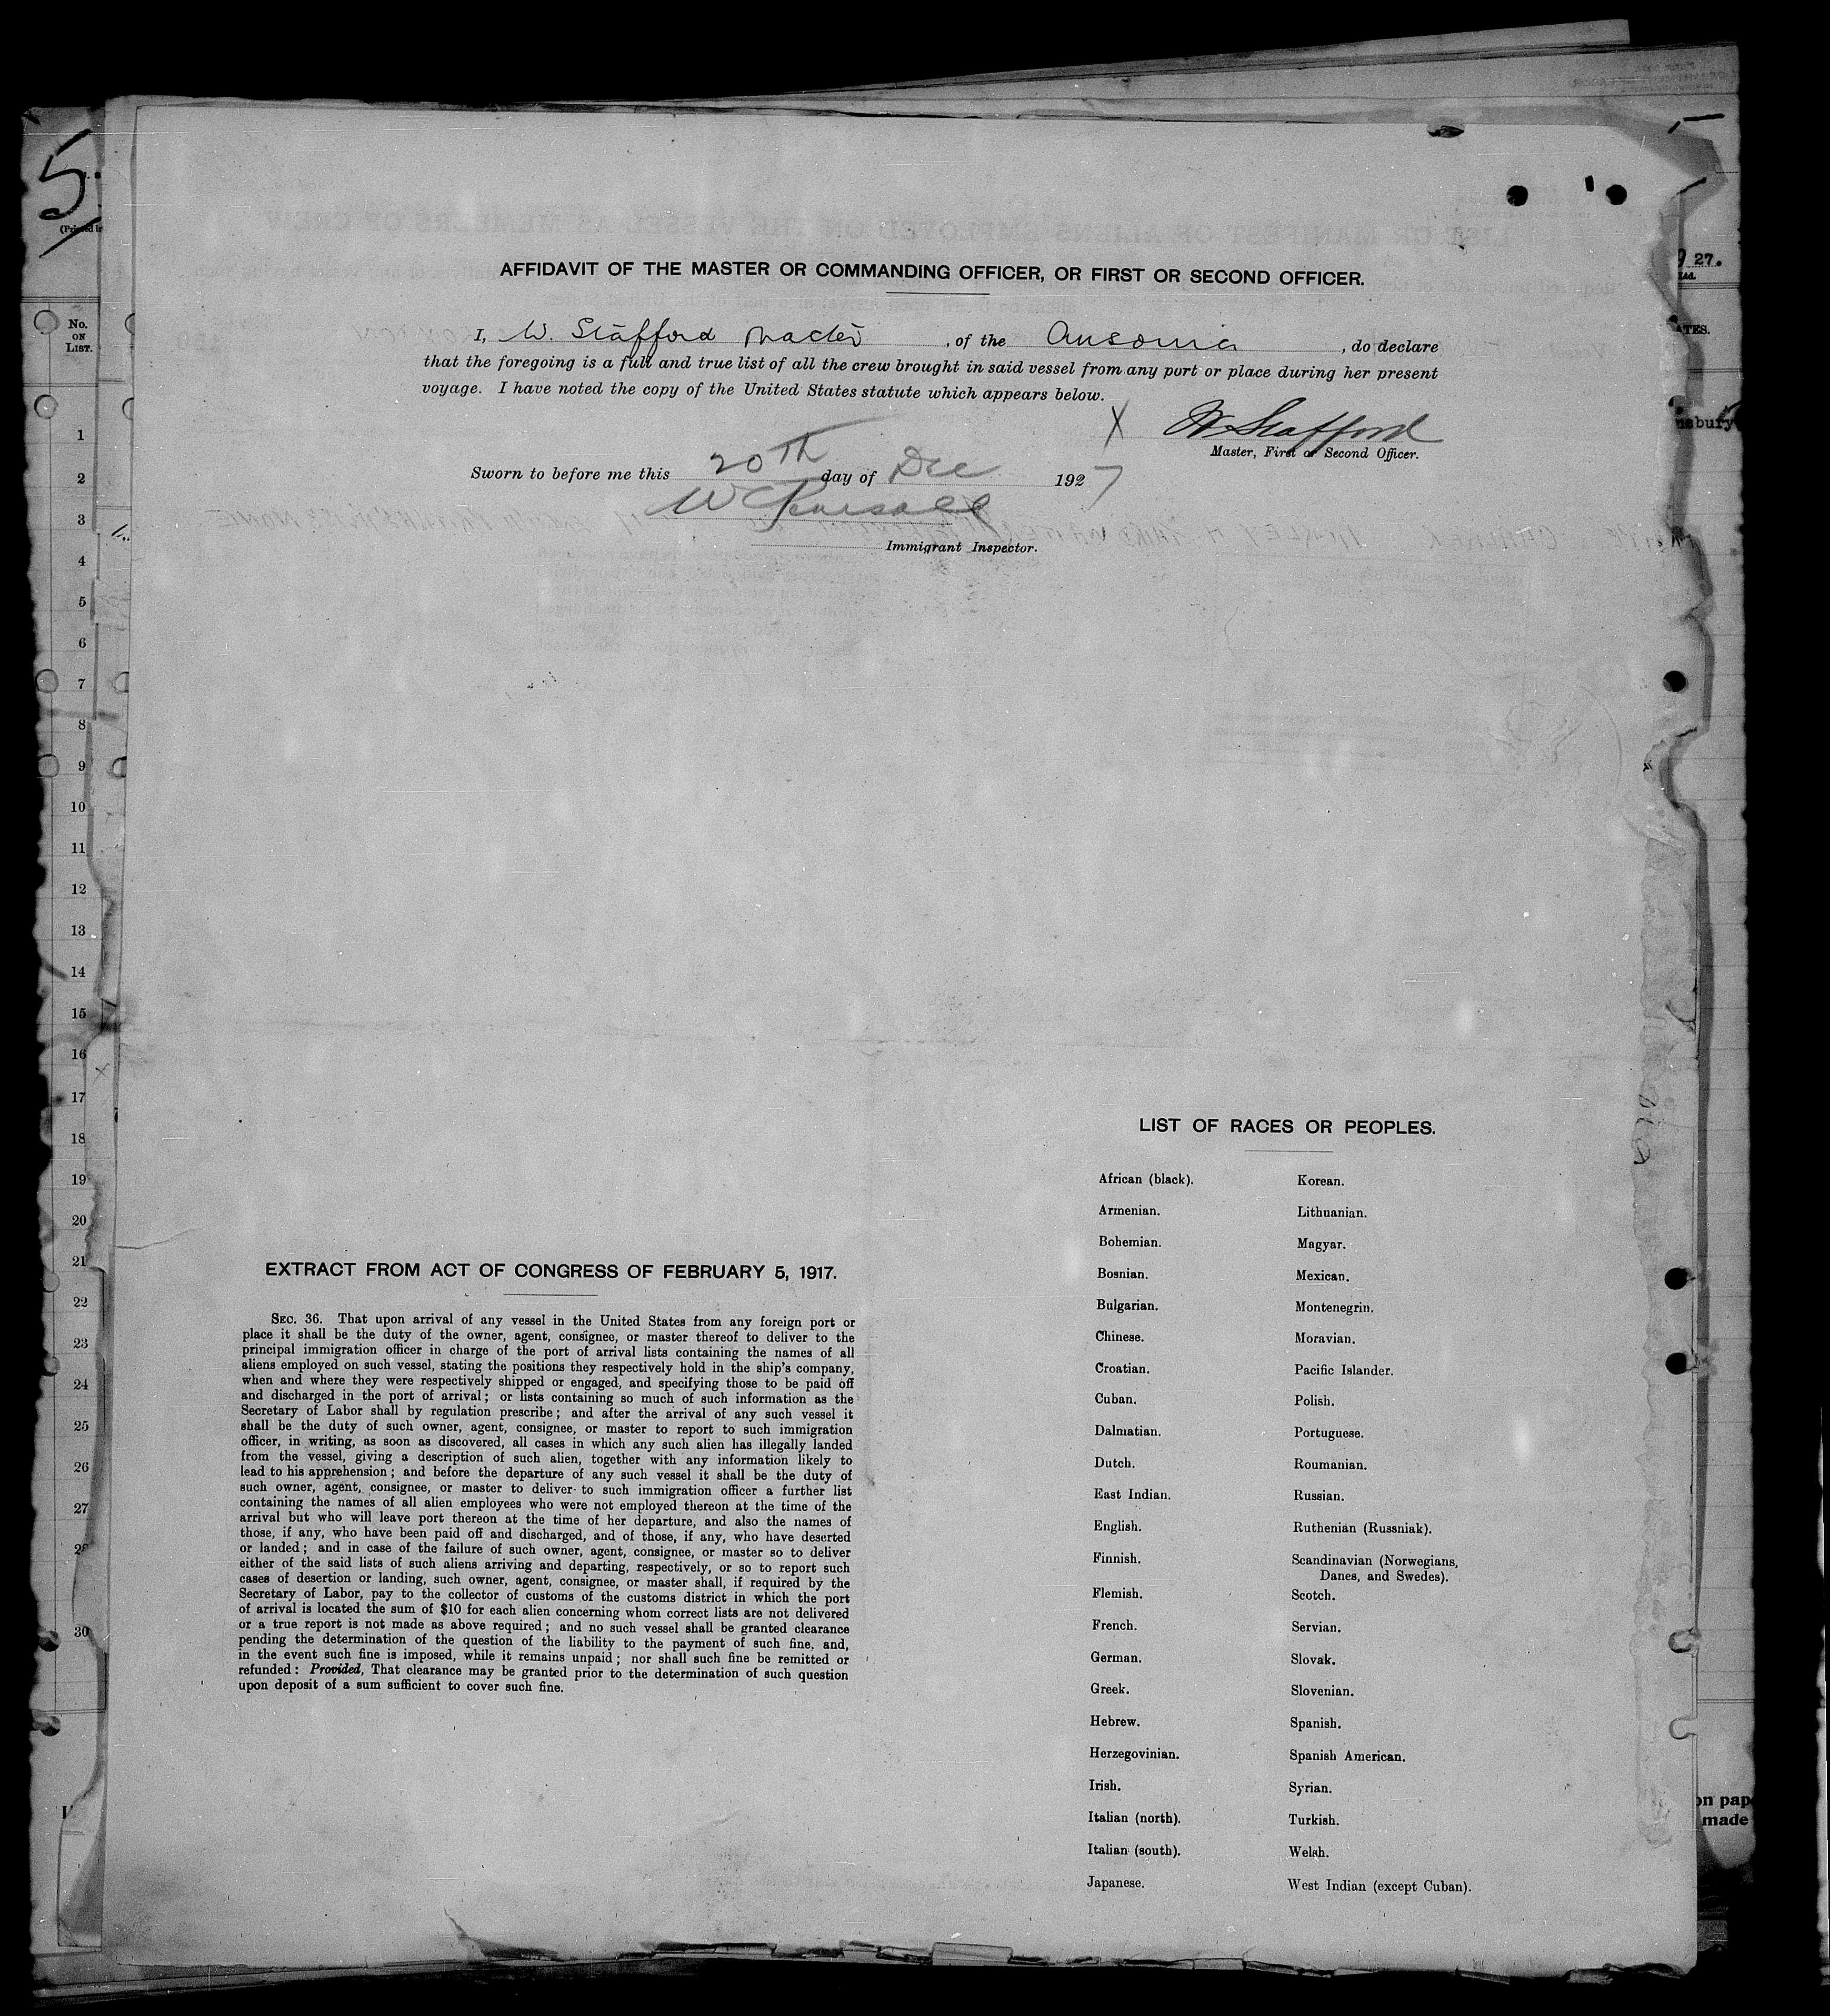 5.
(Printed in
No.
ON
LIST.
1
2
3
4
5
6
7
8
9
10
11
12
13
14
15
16
17
18
19
20
21
22
23
24
25
26
27
28
30
AFFIDAVIT OF THE MASTER OR COMMANDING OFFICER, OR FIRST OR SECOND OFFICER.
I, W. Stafford Master, of the Ausonia, do declare
that the foregoing is a full and true list of all the crew brought in said vessel from any port or place during her present
voyage. I have noted the copy of the United States statute which appears below.
X W. Stafford
Master, First or Second Officer.
Sworn to before me this 20th day of Dec 1927
Immigrant Inspector.
EXTRACT FROM ACT OF CONGRESS OF FEBRUARY 5, 1917.
SEC. 36. That upon arrival of any vessel in the United States from any foreign port or
place it shall be the duty of the owner, agent, consignee, or master thereof to deliver to the
principal immigration officer in charge of the port of arrival lists containing the names of all
aliens employed on such vessel, stating the positions they respectively hold in the ship's company,
when and where they were respectively shipped or engaged, and specifying those to be paid off
and discharged in the port of arrival; or lists containing so much of such information as the
Secretary of Labor shall by regulation prescribe; and after the arrival of any such vessel it
shall be the duty of such owner, agent, consignee, or master to report to such immigration
officer, in writing, as soon as discovered, all cases in which any such alien has illegally landed
from the vessel, giving a description of such alien, together with any information likely to
lead to his apprehension; and before the departure of any such vessel it shall be the duty of
such owner, agent, consignee, or master to deliver to such immigration officer a further list
containing the names of all alien employees who were not employed thereon at the time of the
arrival but who will leave port thereon at the time of her departure, and also the names of
those, if any, who have been paid off and discharged, and of those, if any, who have deserted
or landed; and in case of the failure of such owner, agent, consignee, or master so to deliver
either of the said lists of such aliens arriving and departing, respectively, or so to report such
cases of desertion or landing, such owner, agent, consignee, or master shall, if required by the
Secretary of Labor, pay to the collector of customs of the customs district in which the port
of arrival is located the sum of $10 for each alien concerning whom correct lists are not delivered
or a true report is not made as above required; and no such vessel shall be granted clearance
pending the determination of the question of the liability to the payment of such fine, and,
in the event such fine is imposed, while it remains unpaid; nor shall such fine be remitted or
refunded: Provided, That clearance may be granted prior to the determination of such question
upon deposit of a sum sufficient to cover such fine.
LIST OF RACES OR PEOPLES.
African (black). Korean.
Armenian. Lithuanian.
Bohemian. Magyar.
Bosnian. Mexican.
Bulgarian. Montenegrin.
Chinese. Moravian.
Croatian. Pacific Islander.
Cuban. Polish.
Dalmatian. Portuguese.
Dutch. Roumanian.
East Indian. Russian.
English. Ruthenian (Russniak).
Finnish. Scandinavian (Norwegians,
Danes, and Swedes).
Flemish. Scotch.
French. Servian.
German. Slovak.
Greek. Slovenian.
Hebrew. Spanish.
Herzegovinian. Spanish American.
Irish. Syrian.
Italian (north). Turkish.
Italian (south). Welsh.
Japanese. West Indian (except Cuban).
27.
Ltd.
ATES.
nsbury
on pap
made